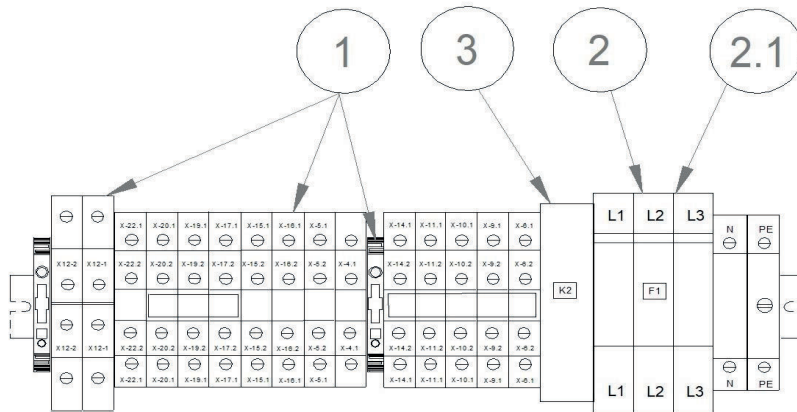 1 3 2 2.1
L1 L2 L3
X-22.1 X-20.1 X-19.1 X-17.1 X-15.1 X-16.1 X-5.1 X-14.1 X-11.1 X-10.1 X-9.1 X-6.1 N PE
X12-2 X12-1 X-22.2 X-20.2 X-19.2 X-17.2 X-15.2 X-16.2 X-5.2 X-4.1 X-14.2 X-11.2 X-10.2 X-9.2 X-6.2
K2 F1
X12-2 X12-1 X-22.2 X-20.2 X-19.2 X-17.2 X-15.2 X-16.2 X-5.2 X-4.1 X-14.2 X-11.2 X-10.2 X-9.2 X-6.2
X-22.1 X-20.1 X-19.1 X-17.1 X-15.1 X-16.1 X-5.1 X-14.1 X-11.1 X-10.1 X-9.1 X-6.1 N PE
L1 L2 L3